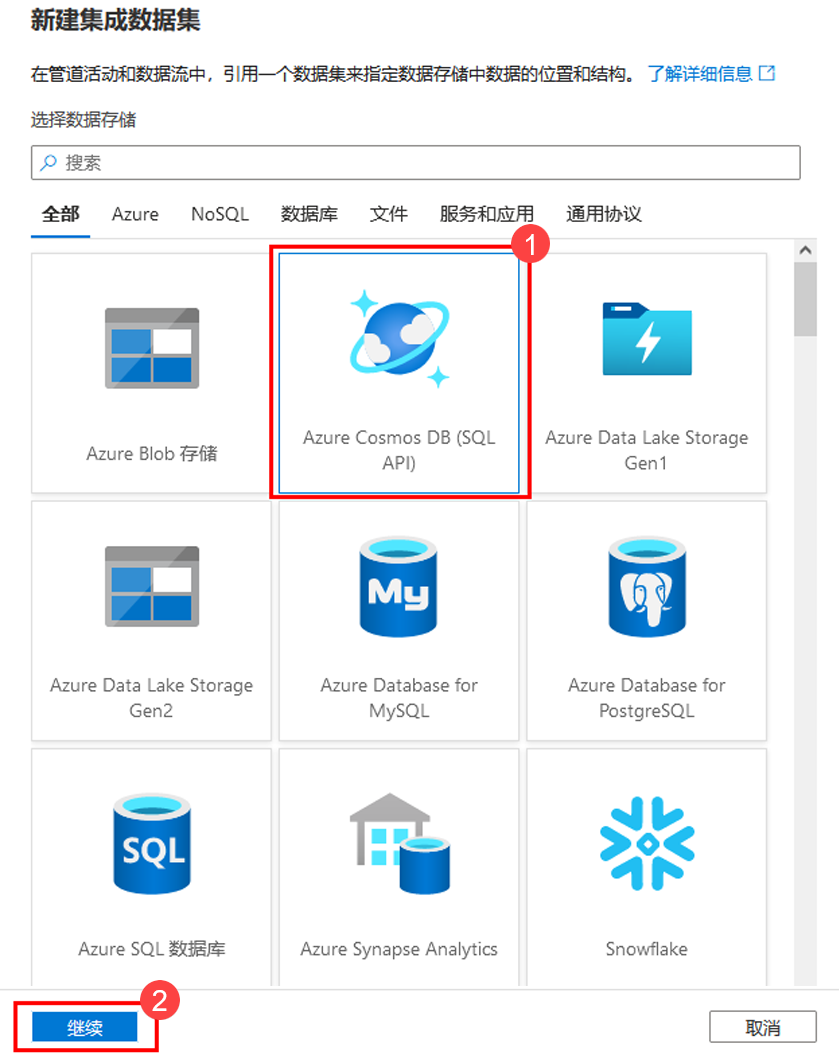 新建集成数据集
在管道活动和数据流中，引用一个数据集来指定数据存储中数据的位置和结构。 了解详细信息
选择数据存储
搜索
全部 Azure NoSQL 数据库 文件 服务和应用 通用协议
1
Azure Blob 存储
Azure Cosmos DB (SQL
API)
Azure Data Lake Storage
Gen1
Azure Data Lake Storage
Gen2
My
Azure Database for
MySQL
Azure Database for
PostgreSQL
SQL
Azure SQL 数据库
Azure Synapse Analytics
Snowflake
2
继续
取消